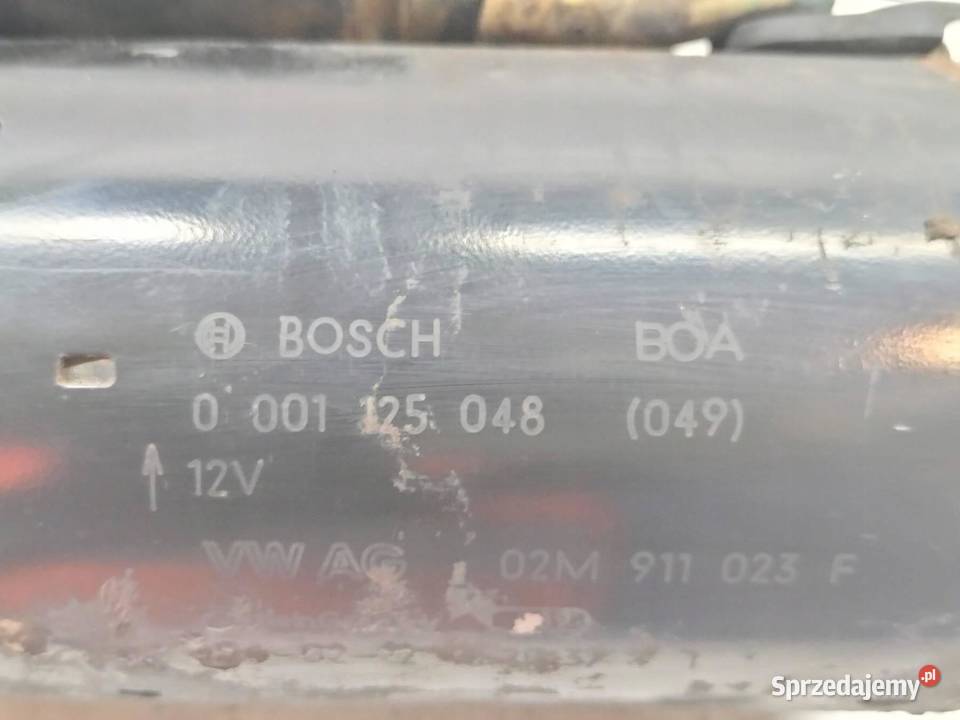 BOSCH BOA
0 001 125 048 (049)
12V
VW AG 02M 911 023 F
Sprzedajemy.pl